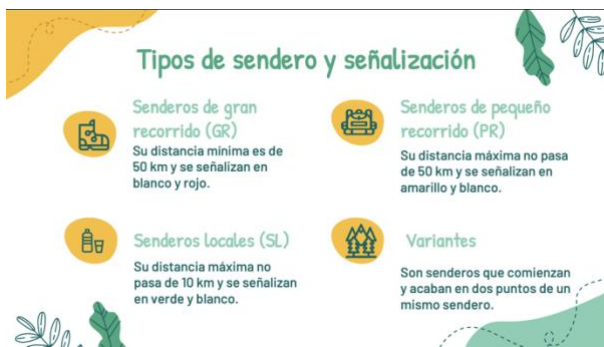 Tipos de sendero y señalización
Senderos de gran
recorrido (GR)
Su distancia mínima es de
50 km y se señalizan en
blanco y rojo.
Senderos de pequeño
recorrido (PR)
Su distancia máxima no pasa
de 50 km y se señalizan en
amarillo y blanco.
Senderos locales (SL)
Su distancia máxima no
pasa de 10 km y se señalizan
en verde y blanco.
Variantes
Son senderos que comienzan
y acaban en dos puntos de un
mismo sendero.